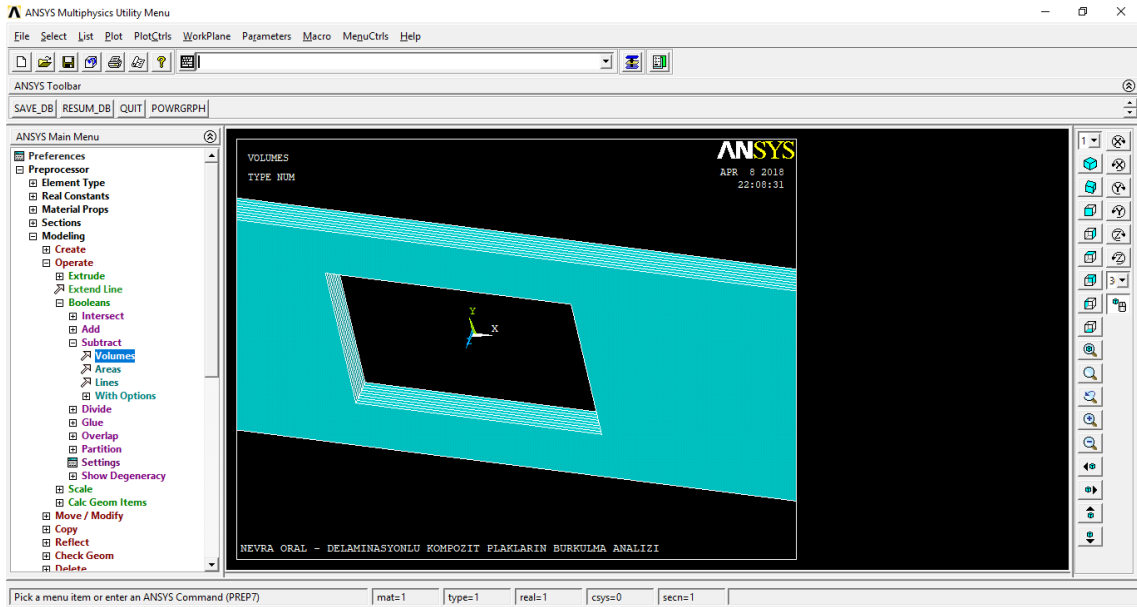 ANSYS Multiphysics Utility Menu
File Select List Plot PlotCtrls WorkPlane Parameters Macro MenuCtrls Help
ANSYS Toolbar
SAVE_DB RESUM_DB QUIT POWRGRPH
ANSYS Main Menu
Preferences
Preprocessor
Element Type
Real Constants
Material Props
Sections
Modeling
Create
Operate
Extrude
Extend Line
Booleans
Intersect
Add
Subtract
Volumes
Areas
Lines
With Options
Divide
Glue
Overlap
Partition
Settings
Show Degeneracy
Scale
Calc Geom Items
Move / Modify
Copy
Reflect
Check Geom
Delete
VOLUMES
TYPE NUM
ANSYS
APR 8 2018
22:08:31
Y
X
Z
NEVRA ORAL - DELAMINASYONLU KOMPOZIT PLAKLARIN BURKULMA ANALIZI
1
X
X
Y
Y
Z
Z
3
Pick a menu item or enter an ANSYS Command (PREP7)
mat=1
type=1
real=1
csys=0
secn=1